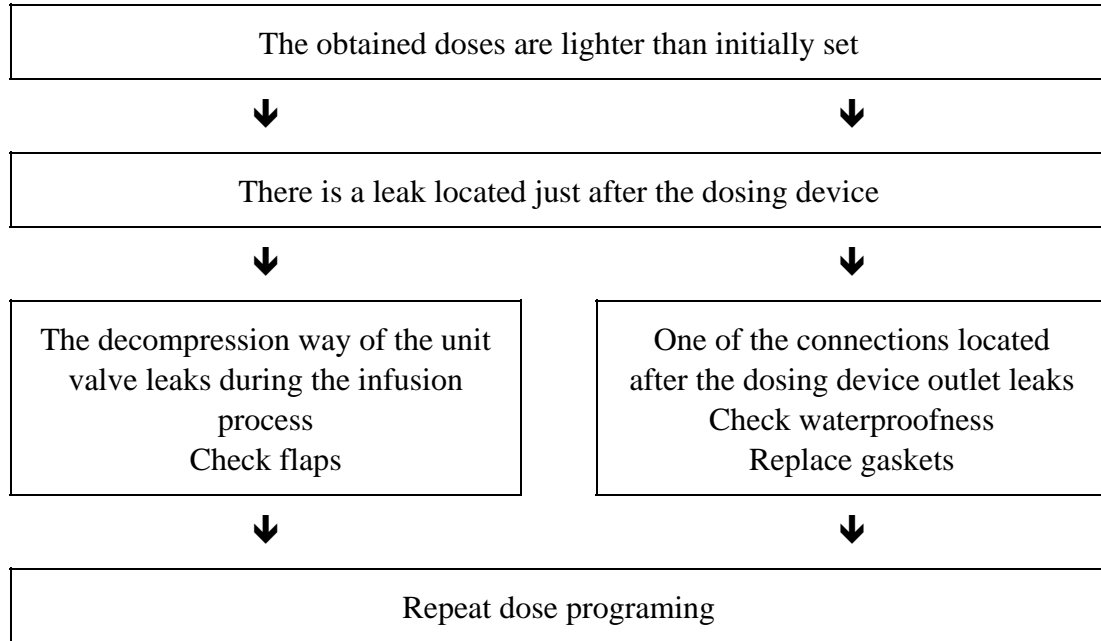 The obtained doses are lighter than initially set
There is a leak located just after the dosing device
The decompression way of the unit
valve leaks during the infusion
process
Check flaps
One of the connections located
after the dosing device outlet leaks
Check waterproofness
Replace gaskets
Repeat dose programing